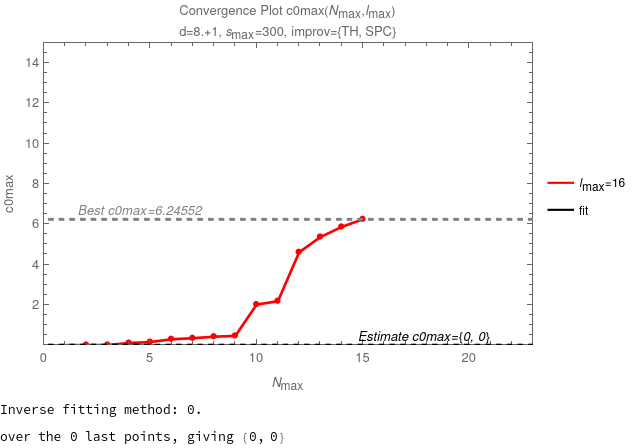 Convergence Plot c0max(Nmax,lmax)
d=8.+1, smax=300, improv={TH, SPC}
14
12
10
8
6
4
2
c0max
Best c0max=6.24552
Estimate c0max={0, 0}
0
5
10
15
20
Nmax
lmax=16
fit
Inverse fitting method: 0.
over the 0 last points, giving {0, 0}